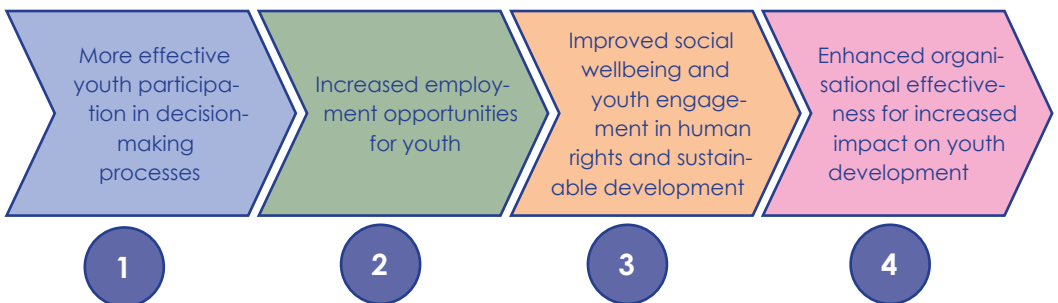 More effective
youth participa-
tion in decision-
making
processes
Increased employ-
ment opportunities
for youth
Improved social
wellbeing and
youth engage-
ment in human
rights and sustain-
able development
Enhanced organi-
sational effective-
ness for increased
impact on youth
development
1
2
3
4